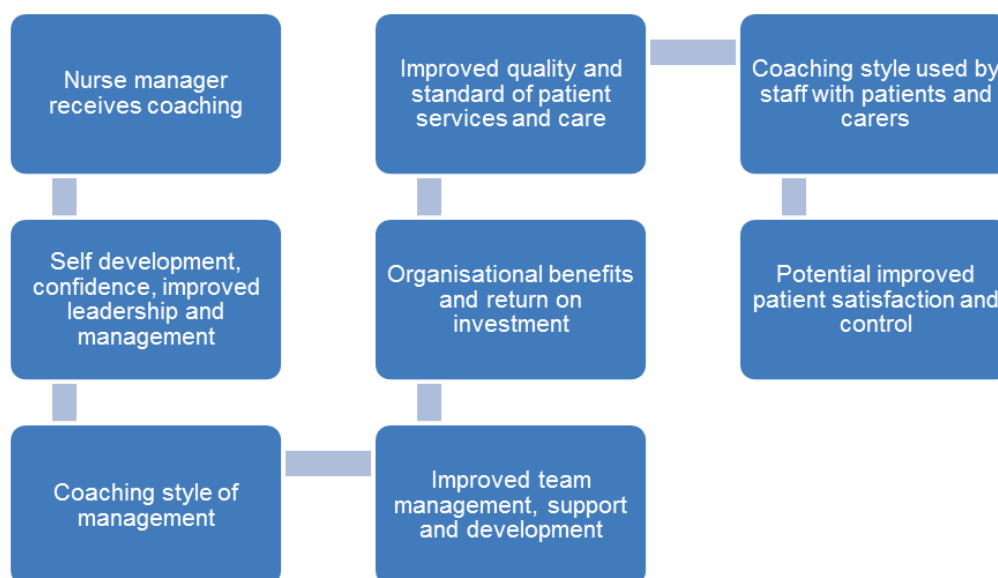 Nurse manager
receives coaching
Self development,
confidence, improved
leadership and
management
Coaching style of
management
Improved team
management, support
and development
Organisational benefits
and return on
investment
Improved quality and
standard of patient
services and care
Coaching style used by
staff with patients and
carers
Potential improved
patient satisfaction and
control